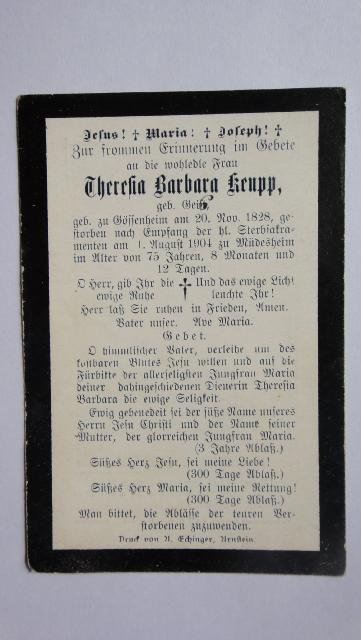 Jesus! † Maria! † Joseph! †
Zur frommen Erinnerung im Gebete
an die wohledle Frau
Theresia Barbara Keupp,
geb.
geb. zu Gössenheim am 20. Nov. 1828, ge-
storben nach Empfang der hl. Sterbsakra-
menten am 1. August 1904 zu Müdesheim
im Alter von 75 Jahren, 8 Monaten und
12 Tagen.
O Herr, gib Ihr die † Und das ewige Licht
ewige Ruhe leuchte Ihr!
Herr laß Sie ruhen in Frieden, Amen.
Vater unser. Ave Maria.
Gebet.
O himmlischer Vater, verleihe um des
kostbaren Blutes Jesu willen und auf die
Fürbitte der allerseligsten Jungfrau Maria
deiner dahingeschiedenen Dienerin Theresia
Barbara die ewige Seligkeit.
Ewig gebenedeit sei der süße Name unseres
Herrn Jesu Christi und der Name seiner
Mutter, der glorreichen Jungfrau Maria.
(3 Jahre Ablaß.)
Süßes Herz Jesu, sei meine Liebe!
(300 Tage Ablaß.)
Süßes Herz Maria, sei meine Rettung!
(300 Tage Ablaß.)
Man bittet, die Ablässe der teuren Ver-
storbenen zuzuwenden.
Druck von A. Echinger, Arnstein.